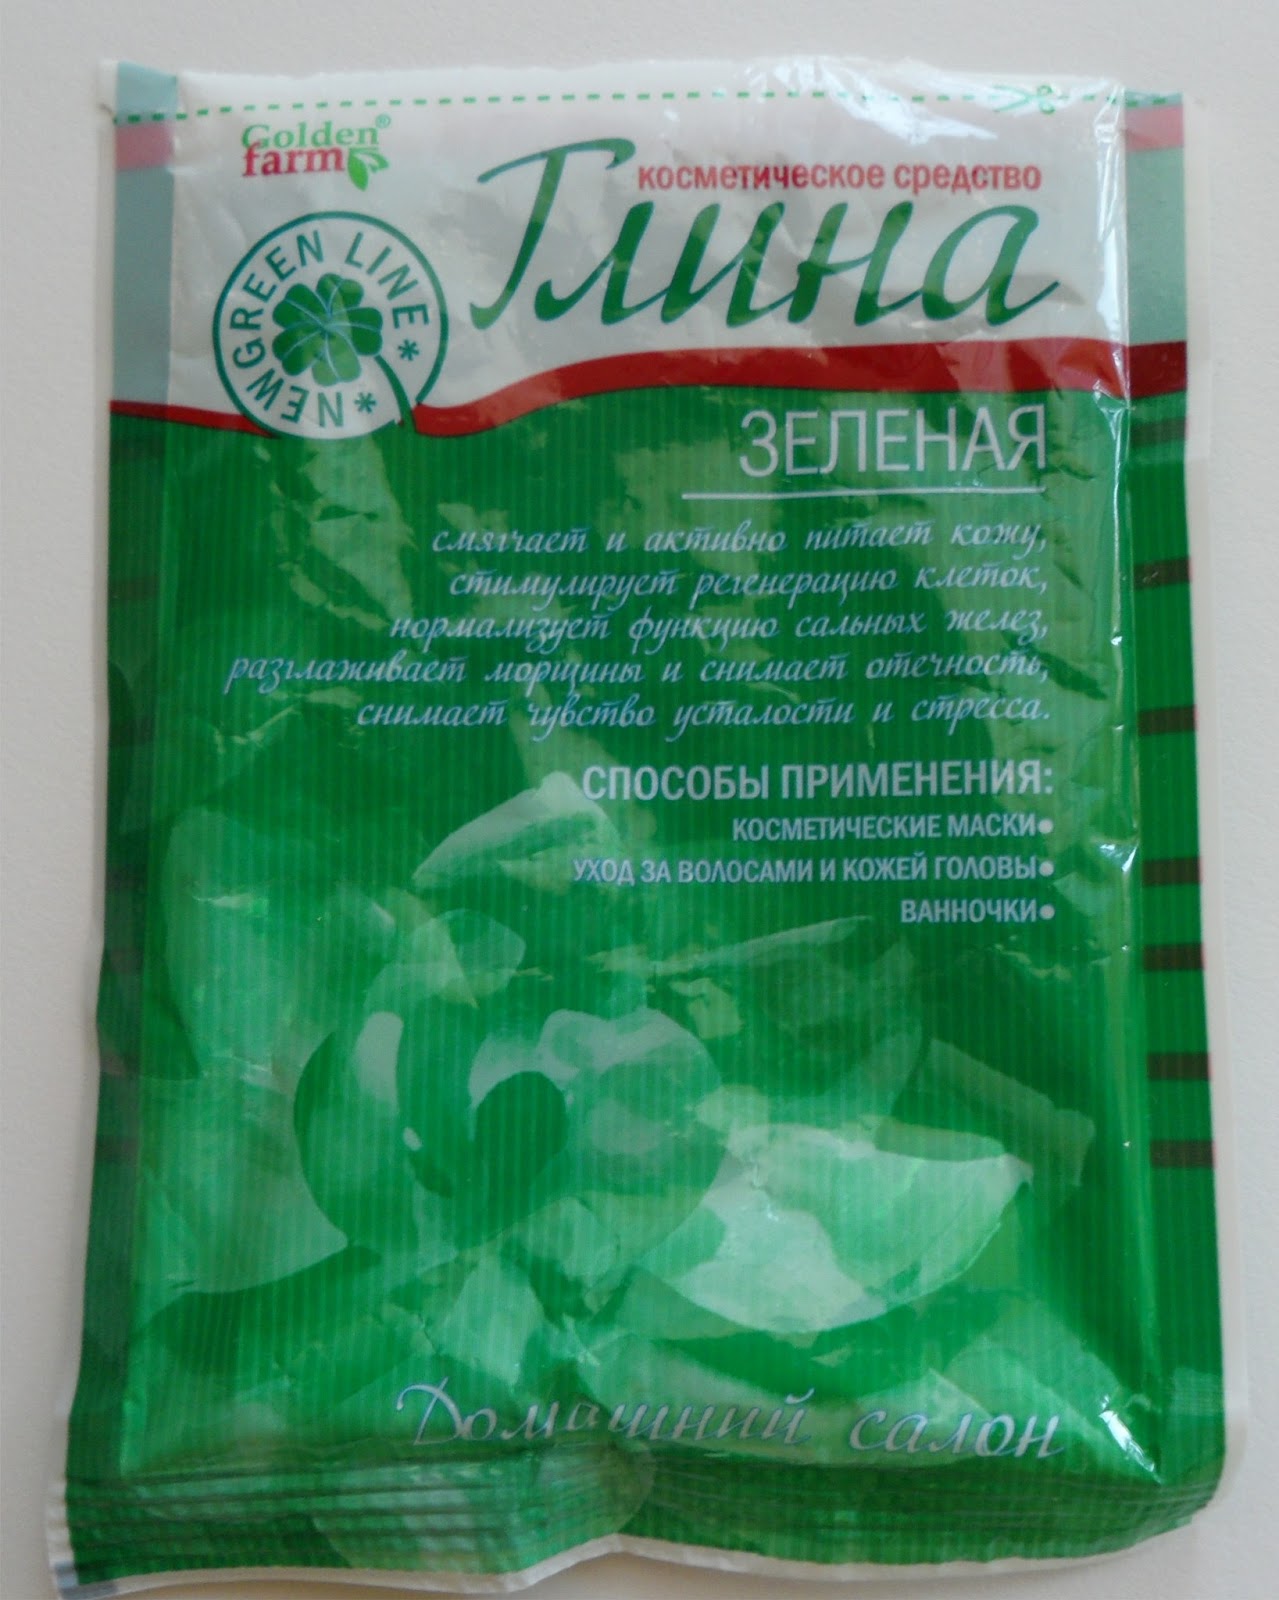 Golden
farm
косметическое средство
Глина
NEW GREEN LINE
ЗЕЛЕНАЯ
смягчает и активно питает кожу,
стимулирует регенерацию клеток,
нормализует функцию сальных желез,
разглаживает морщины и снимает отечность,
снимает чувство усталости и стресса.
СПОСОБЫ ПРИМЕНЕНИЯ:
КОСМЕТИЧЕСКИЕ МАСКИ•
УХОД ЗА ВОЛОСАМИ И КОЖЕЙ ГОЛОВЫ•
ВАННОЧКИ•
Домашний салон